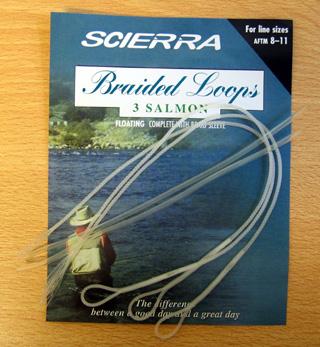 SCIERRA
For line sizes
AFTM 8-11
Braided Loops
3 SALMON
FLOATING COMPLETE WITH BRAID SLEEVE
The difference
between a good day and a great day